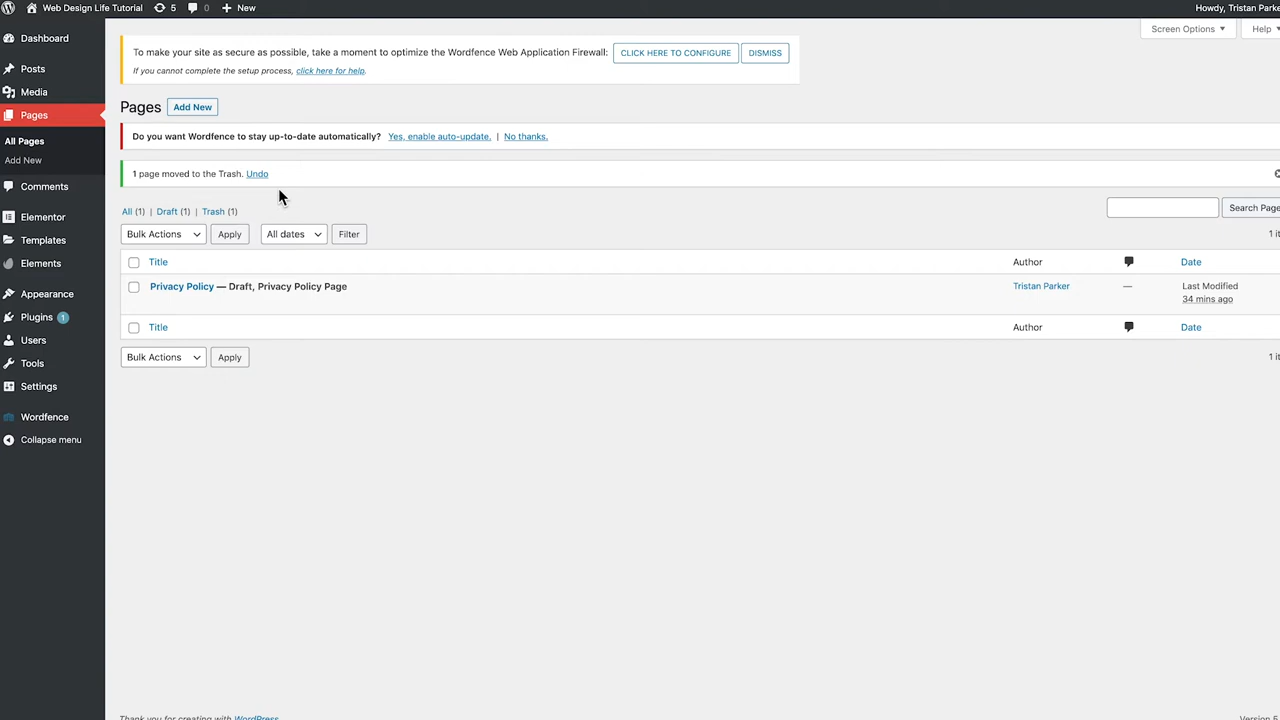 Web Design Life Tutorial 5 0 New Howdy, Tristan Parke
Screen Options Help
Dashboard
Posts
Media
Pages
All Pages
Add New
Comments
Elementor
Templates
Elements
Appearance
Plugins 1
Users
Tools
Settings
Wordfence
Collapse menu
To make your site as secure as possible, take a moment to optimize the Wordfence Web Application Firewall: CLICK HERE TO CONFIGURE DISMISS
If you cannot complete the setup process, click here for help.
Pages Add New
Do you want Wordfence to stay up-to-date automatically? Yes, enable auto-update. | No thanks.
1 page moved to the Trash. Undo
All (1) | Draft (1) | Trash (1) Search Page
Bulk Actions Apply All dates Filter 1 it
Title Author Date
Privacy Policy — Draft, Privacy Policy Page Tristan Parker — Last Modified
34 mins ago
Title Author Date
Bulk Actions Apply 1 it
Thank you for creating with WordPress. Version 5